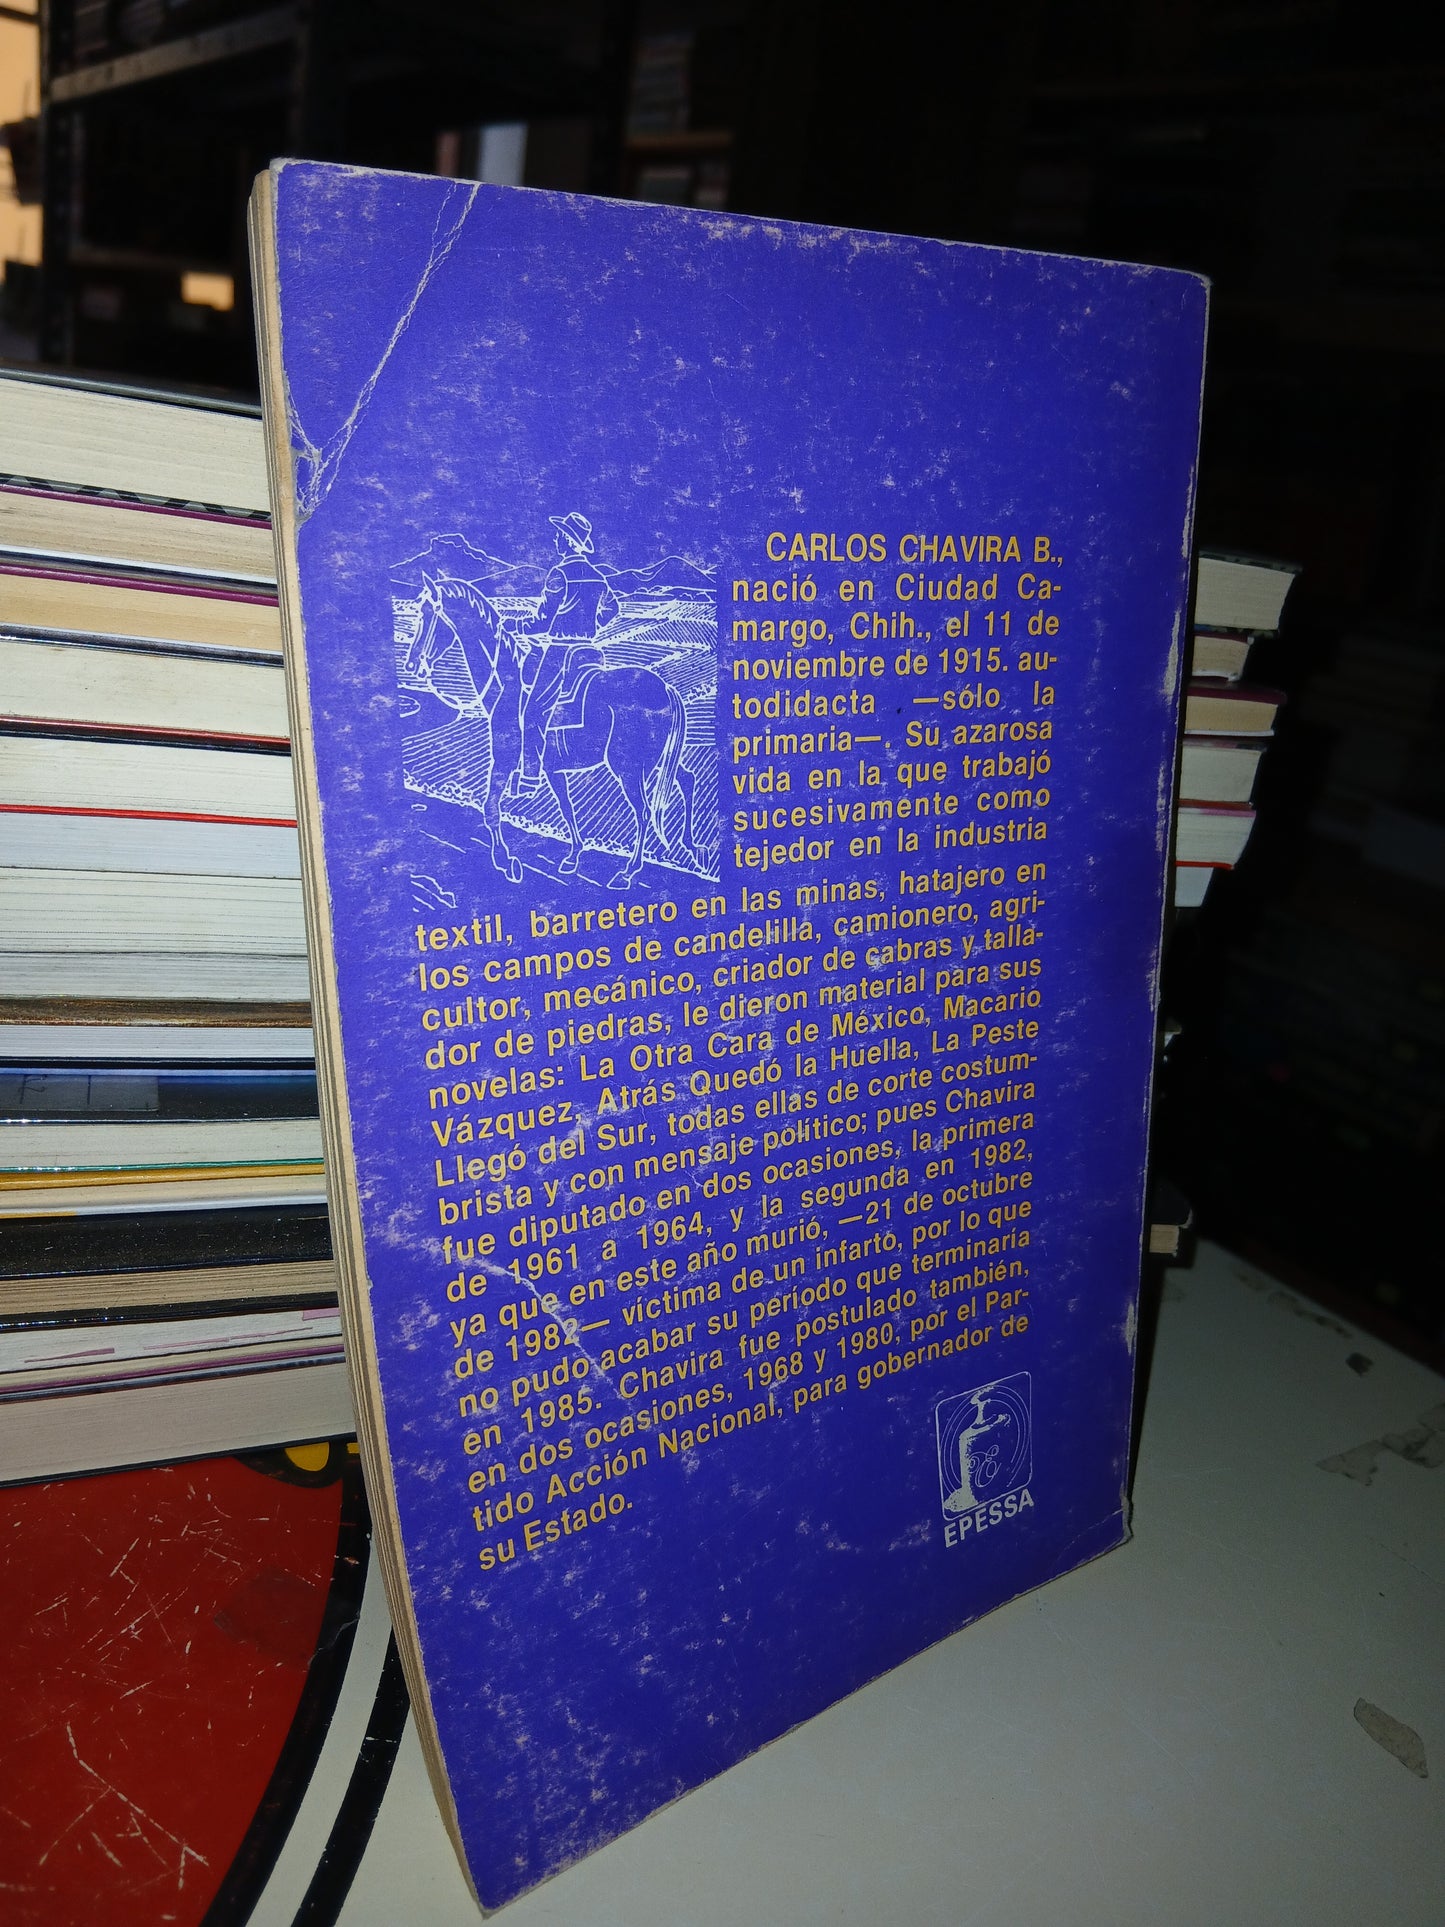 CARLOS CHAVIRA B.,
nació en Ciudad Ca-
margo, Chih., el 11 de
noviembre de 1915. au-
todidacta —sólo la
primaria—. Su azarosa
vida en la que trabajó
sucesivamente como
tejedor en la industria
textil, barretero en las minas, hatajero en
los campos de candelilla, camionero, agri-
cultor, mecánico, criador de cabras y talla-
dor de piedras, le dieron material para sus
novelas: La Otra Cara de México, Macario
Vázquez, Atrás Quedó la Huella, La Peste
Llegó del Sur, todas ellas de corte costum-
brista y con mensaje político; pues Chavira
fue diputado en dos ocasiones, la primera
de 1961 a 1964, y la segunda en 1982,
ya que en este año murió, —21 de octubre
de 1982— víctima de un infarto, por lo que
no pudo acabar su período que terminaría
en 1985. Chavira fue postulado también,
en dos ocasiones, 1968 y 1980, por el Par-
tido Acción Nacional, para gobernador de
su Estado.
EPESSA